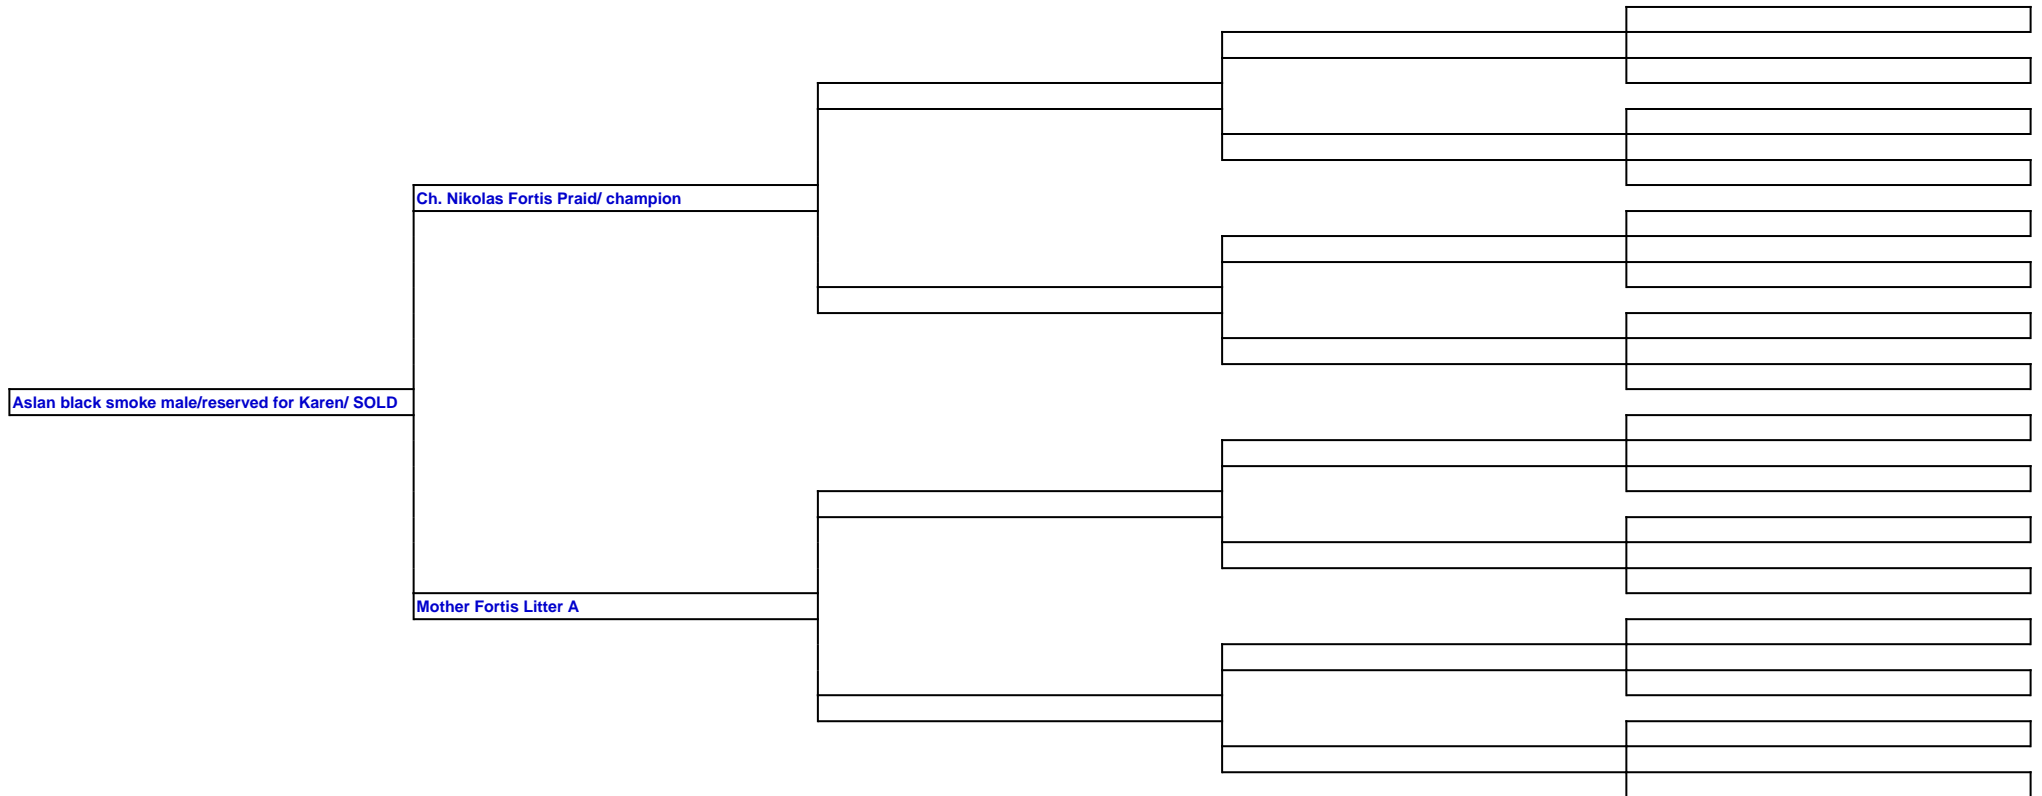 Ch. Nikolas Fortis Praid/ champion
Aslan black smoke male/reserved for Karen/ SOLD
Mother Fortis Litter A